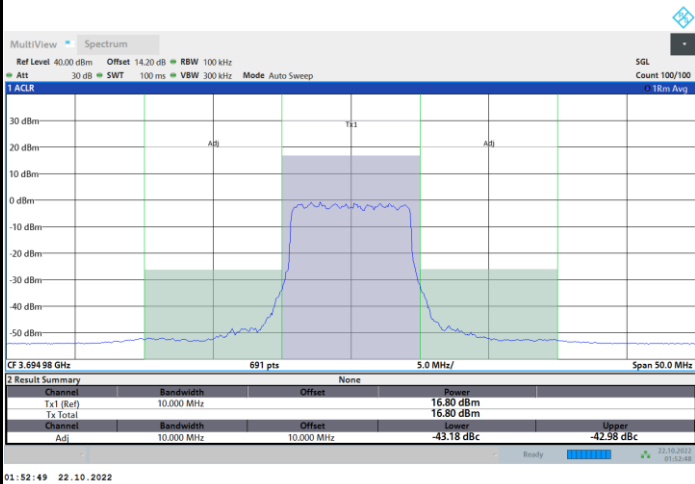 MultiView Spectrum
Ref Level 40.00 dBm Offset 14.20 dB RBW 100 kHz SGL
Att 30 dB SWT 100 ms VBW 300 kHz Mode Auto Sweep Count 100/100
1 ACLR 1Rm Avg
30 dBm
Tx1
20 dBm
Adj Adj
10 dBm
0 dBm
-10 dBm
-20 dBm
-30 dBm
-40 dBm
-50 dBm
CF 3.694 98 GHz 691 pts 5.0 MHz/ Span 50.0 MHz
2 Result Summary None
Channel Bandwidth Offset Power
Tx1 (Ref) 10.000 MHz 16.80 dBm
Tx Total 16.80 dBm
Channel Bandwidth Offset Lower Upper
Adj 10.000 MHz 10.000 MHz -43.18 dBc -42.98 dBc
Ready 22.10.2022
01:52:48
01:52:49 22.10.2022